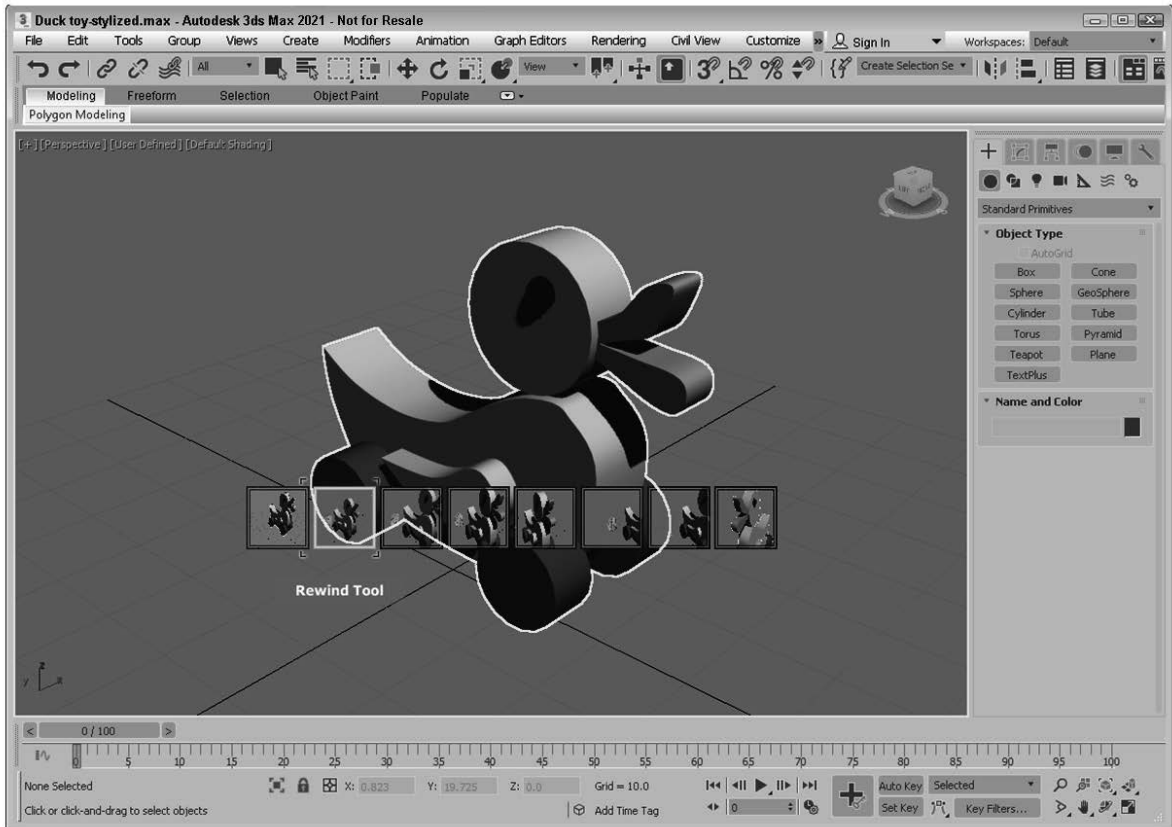 Duck toy-stylized.max - Autodesk 3ds Max 2021 - Not for Resale
File Edit Tools Group Views Create Modifiers Animation Graph Editors Rendering Civil View Customize » Sign In Workspaces: Default
All View Create Selection Se
Modeling Freeform Selection Object Paint Populate
Polygon Modeling
[+] [Perspective] [User Defined] [Default Shading]
Standard Primitives
Object Type
AutoGrid
Box Cone
Sphere GeoSphere
Cylinder Tube
Torus Pyramid
Teapot Plane
TextPlus
Name and Color
Rewind Tool
z
y x
< 0 / 100 >
0 5 10 15 20 25 30 35 40 45 50 55 60 65 70 75 80 85 90 95 100
None Selected X: 0.823 Y: 19.725 Z: 0.0 Grid = 10.0 Auto Key Selected
Click or click-and-drag to select objects Add Time Tag 0 Set Key Key Filters...